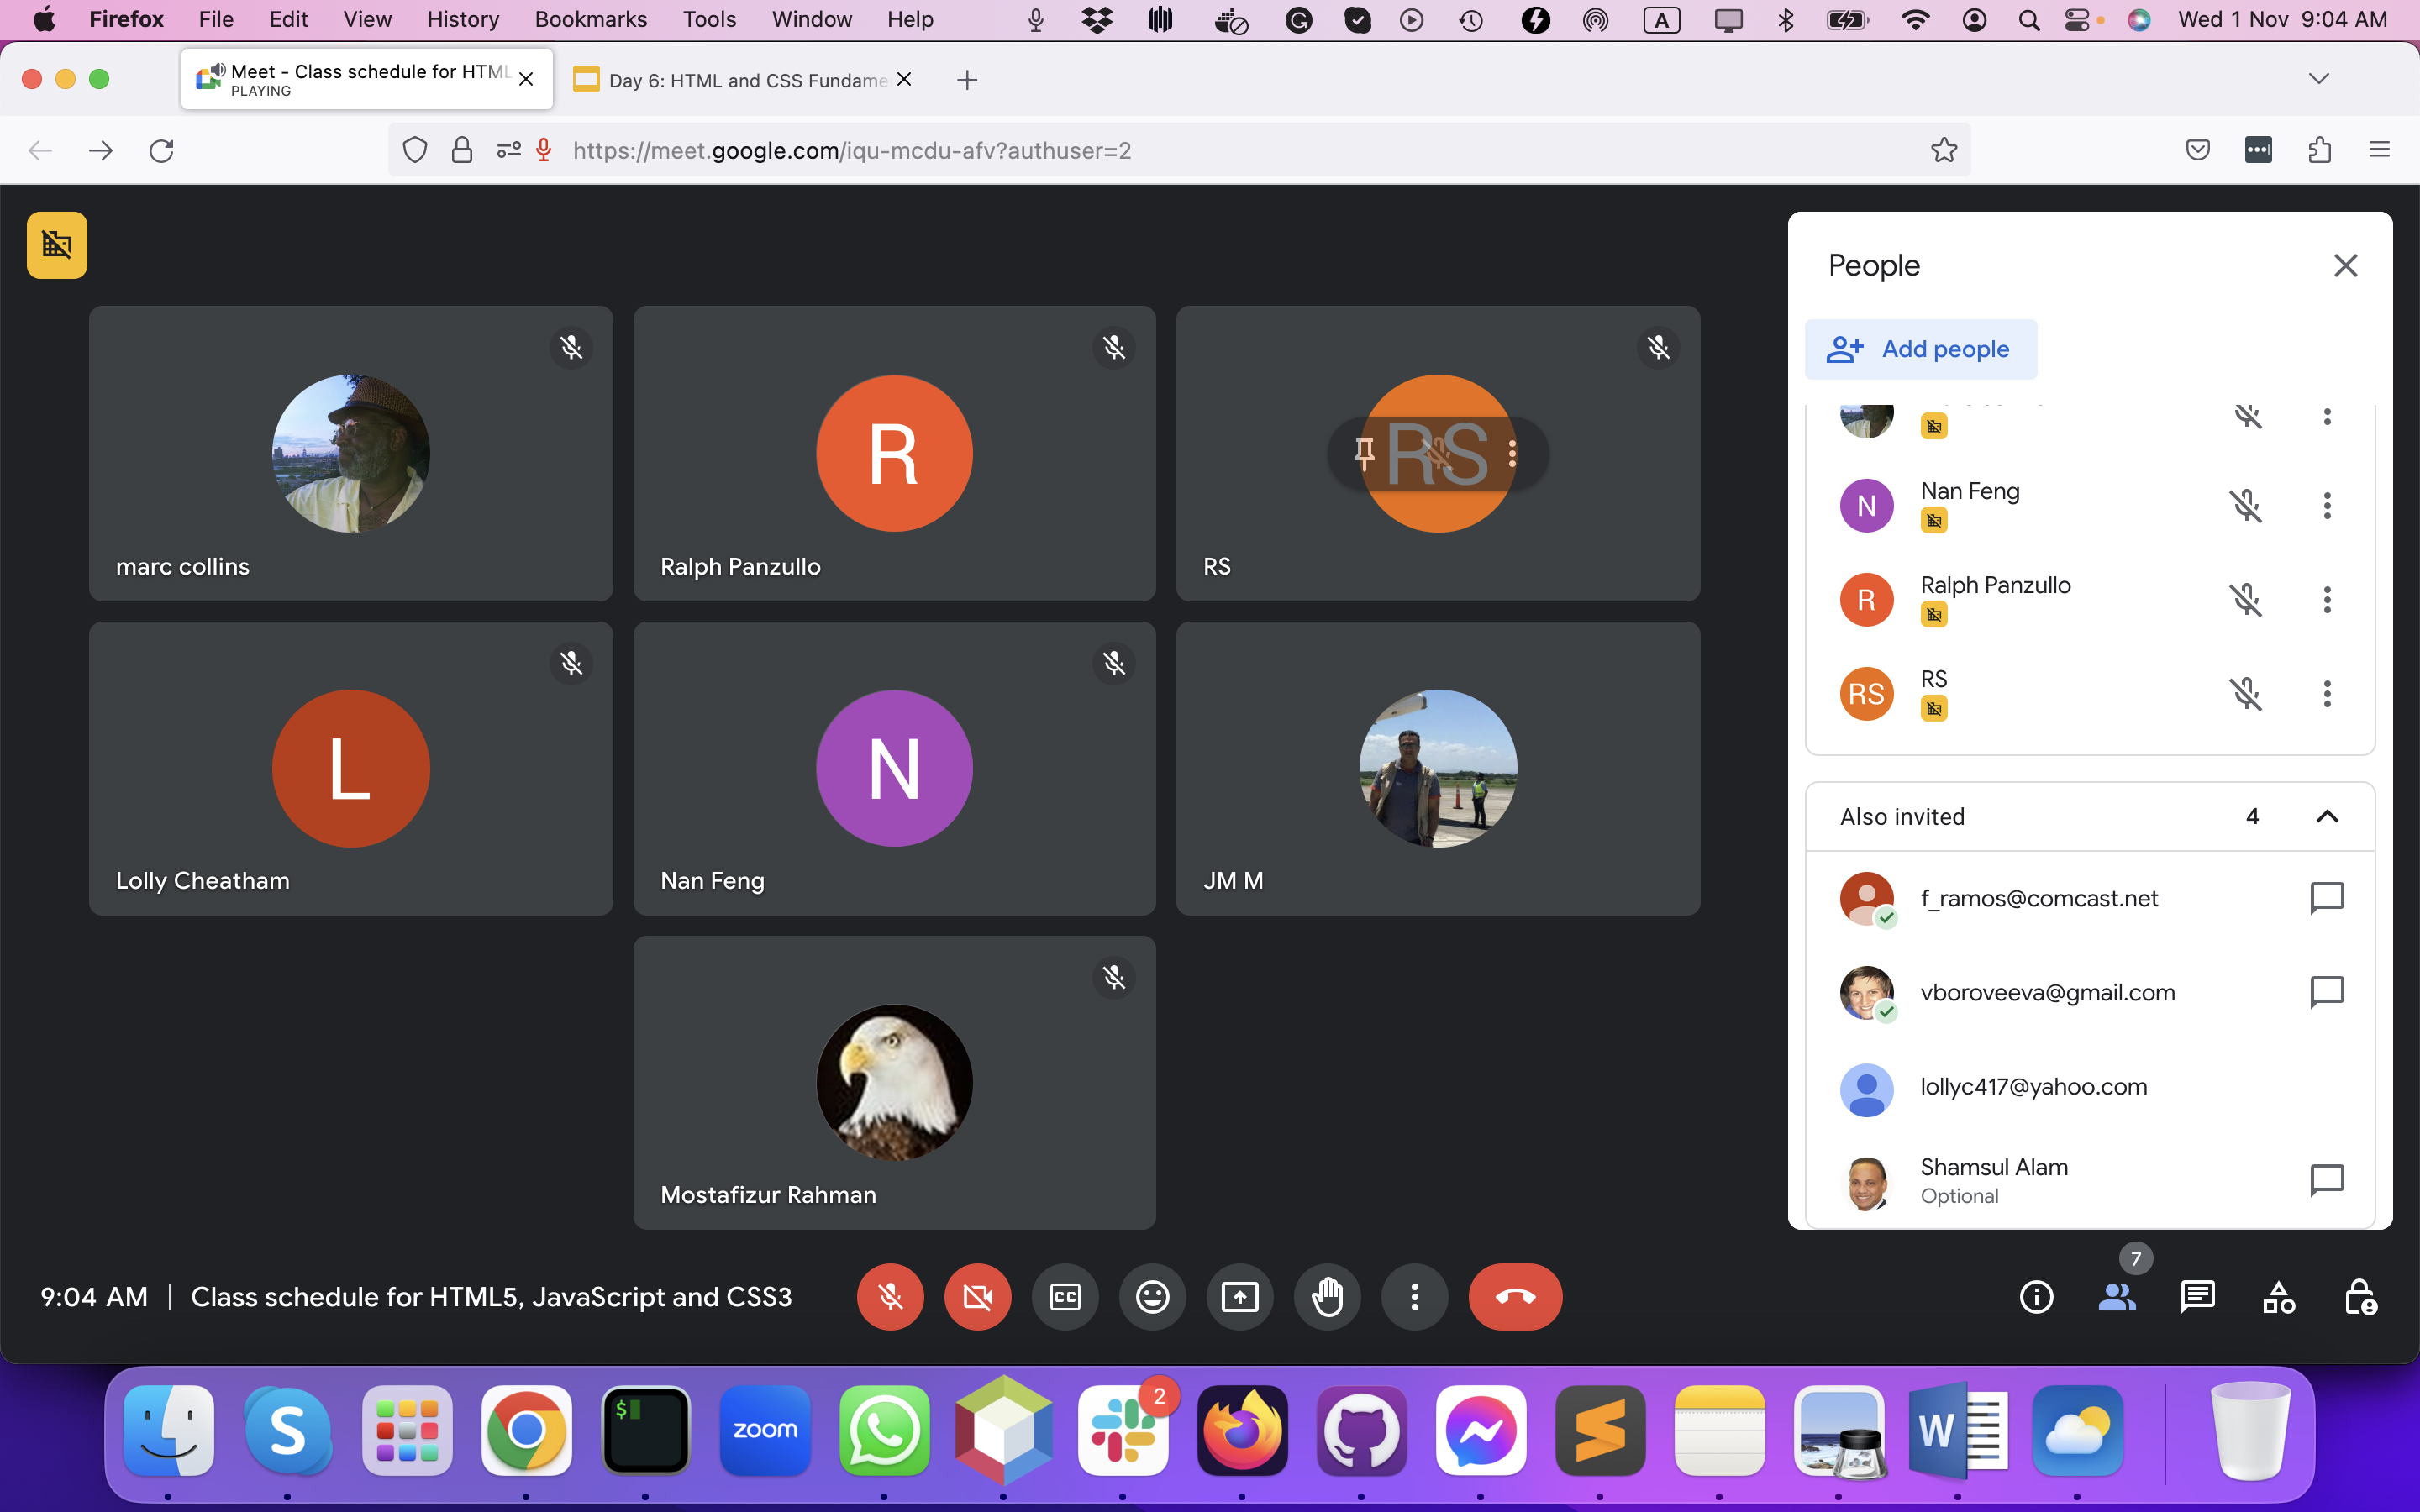 Firefox File Edit View History Bookmarks Tools Window Help A Wed 1 Nov 9:04 AM
Meet - Class schedule for HTML
PLAYING
Day 6: HTML and CSS Fundame
https://meet.google.com/iqu-mcdu-afv?authuser=2
People
Add people
marc collins
R
Ralph Panzullo
RS
RS
L
Lolly Cheatham
N
Nan Feng
JM M
Mostafizur Rahman
N
Nan Feng
R
Ralph Panzullo
RS
RS
Also invited 4
f_ramos@comcast.net
vboroveeva@gmail.com
lollyc417@yahoo.com
Shamsul Alam
Optional
9:04 AM | Class schedule for HTML5, JavaScript and CSS3
CC
7
S
$
zoom
2
W